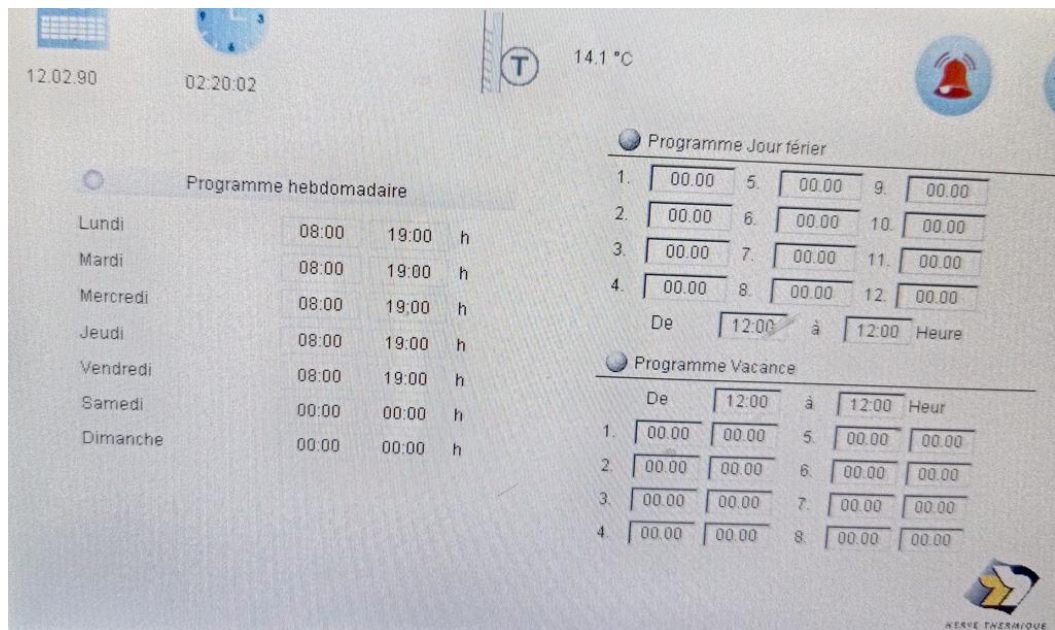 12.02.90
02:20:02
T
14.1 °C
Programme hebdomadaire
Lundi 08:00 19:00 h
Mardi 08:00 19:00 h
Mercredi 08:00 19:00 h
Jeudi 08:00 19:00 h
Vendredi 08:00 19:00 h
Samedi 00:00 00:00 h
Dimanche 00:00 00:00 h
Programme Jour férier
1. 00.00 5. 00.00 9. 00.00
2. 00.00 6. 00.00 10. 00.00
3. 00.00 7. 00.00 11. 00.00
4. 00.00 8. 00.00 12. 00.00
De 12:00 à 12:00 Heure
Programme Vacance
De 12:00 à 12:00 Heur
1. 00.00 00.00 5. 00.00 00.00
2. 00.00 00.00 6. 00.00 00.00
3. 00.00 00.00 7. 00.00 00.00
4. 00.00 00.00 8. 00.00 00.00
THERMIQUE